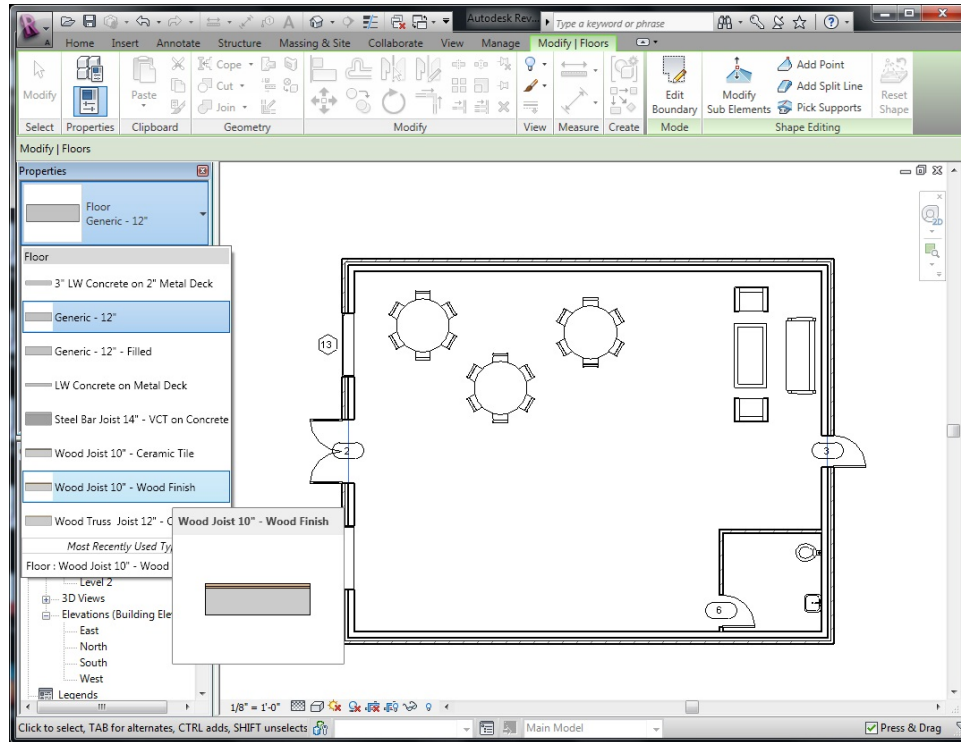 Autodesk Rev...
Type a keyword or phrase
Home Insert Annotate Structure Massing & Site Collaborate View Manage Modify | Floors
Modify
Paste
Cope
Cut
Join
Edit Boundary
Modify Sub Elements
Add Point
Add Split Line
Pick Supports
Reset Shape
Select Properties Clipboard Geometry Modify View Measure Create Mode Shape Editing
Modify | Floors
Properties
Floor
Generic - 12"
Floor
3" LW Concrete on 2" Metal Deck
Generic - 12"
Generic - 12" - Filled
LW Concrete on Metal Deck
Steel Bar Joist 14" - VCT on Concrete
Wood Joist 10" - Ceramic Tile
Wood Joist 10" - Wood Finish
Wood Truss Joist 12" - C
Most Recently Used Ty
Floor : Wood Joist 10" - Wood
Wood Joist 10" - Wood Finish
Level 2
3D Views
Elevations (Building Ele
East
North
South
West
Legends
2D
13
2
3
6
1/8" = 1'-0"
Click to select, TAB for alternates, CTRL adds, SHIFT unselects
Main Model
Press & Drag